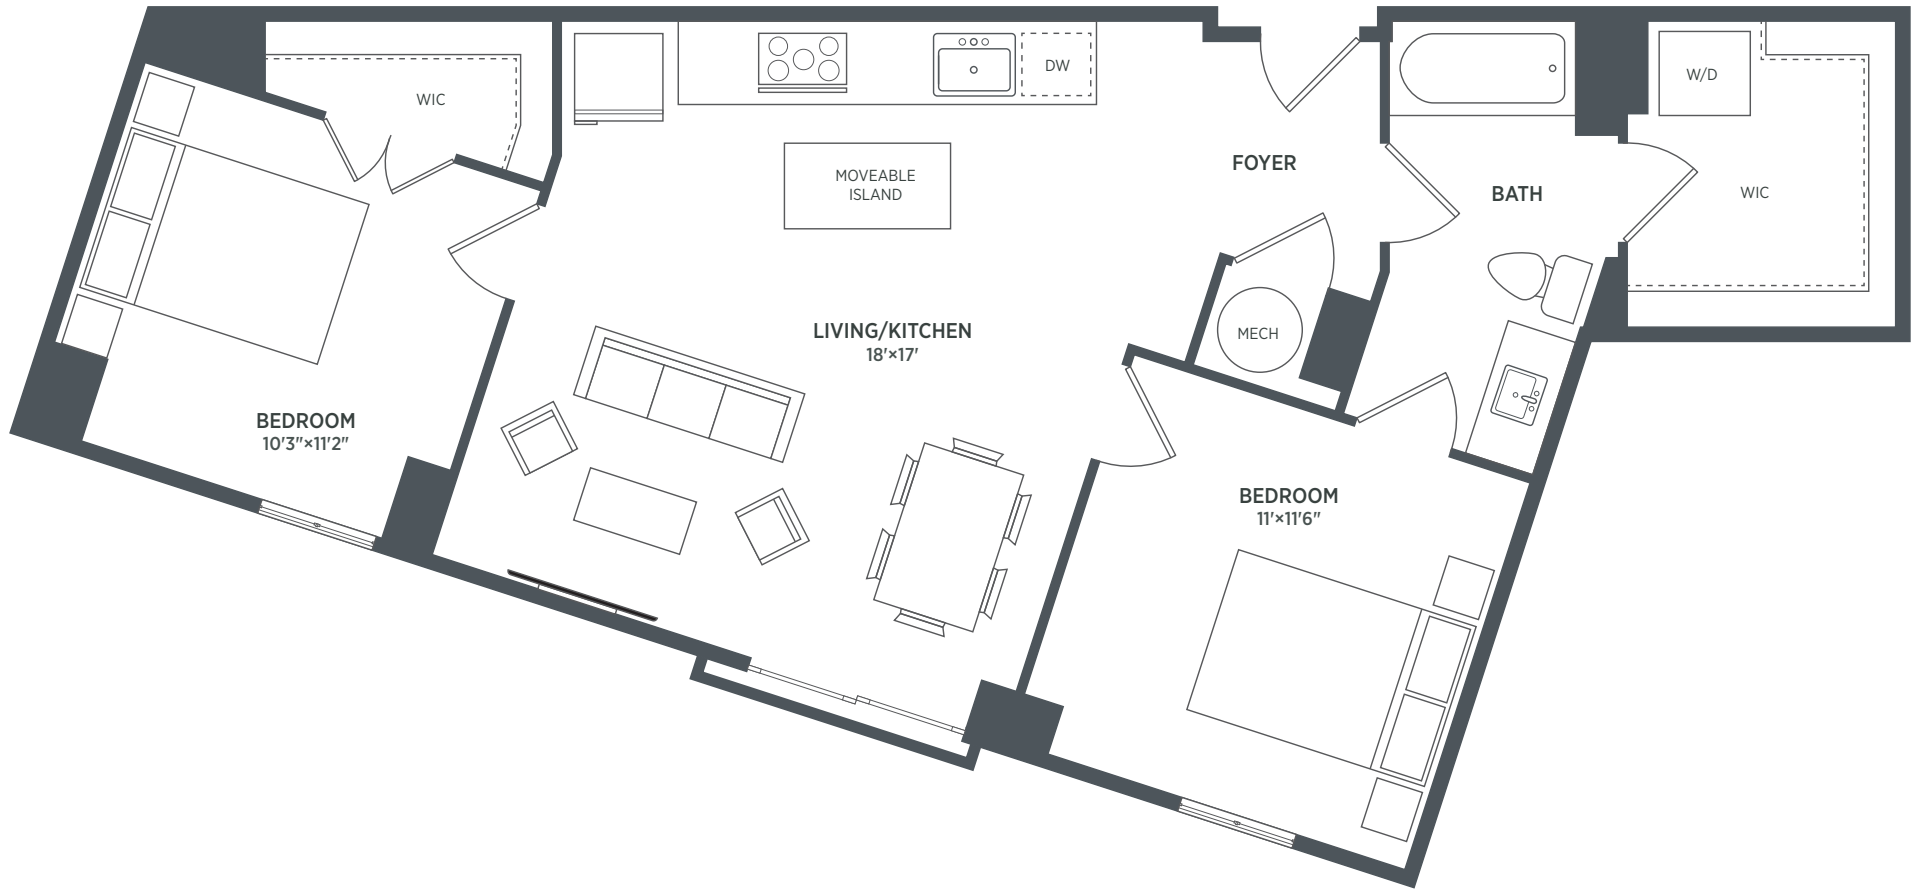 WIC
DW
MOVEABLE
ISLAND
FOYER
BATH
W/D
WIC
MECH
LIVING/KITCHEN
18'×17'
BEDROOM
10'3"×11'2"
BEDROOM
11'×11'6"